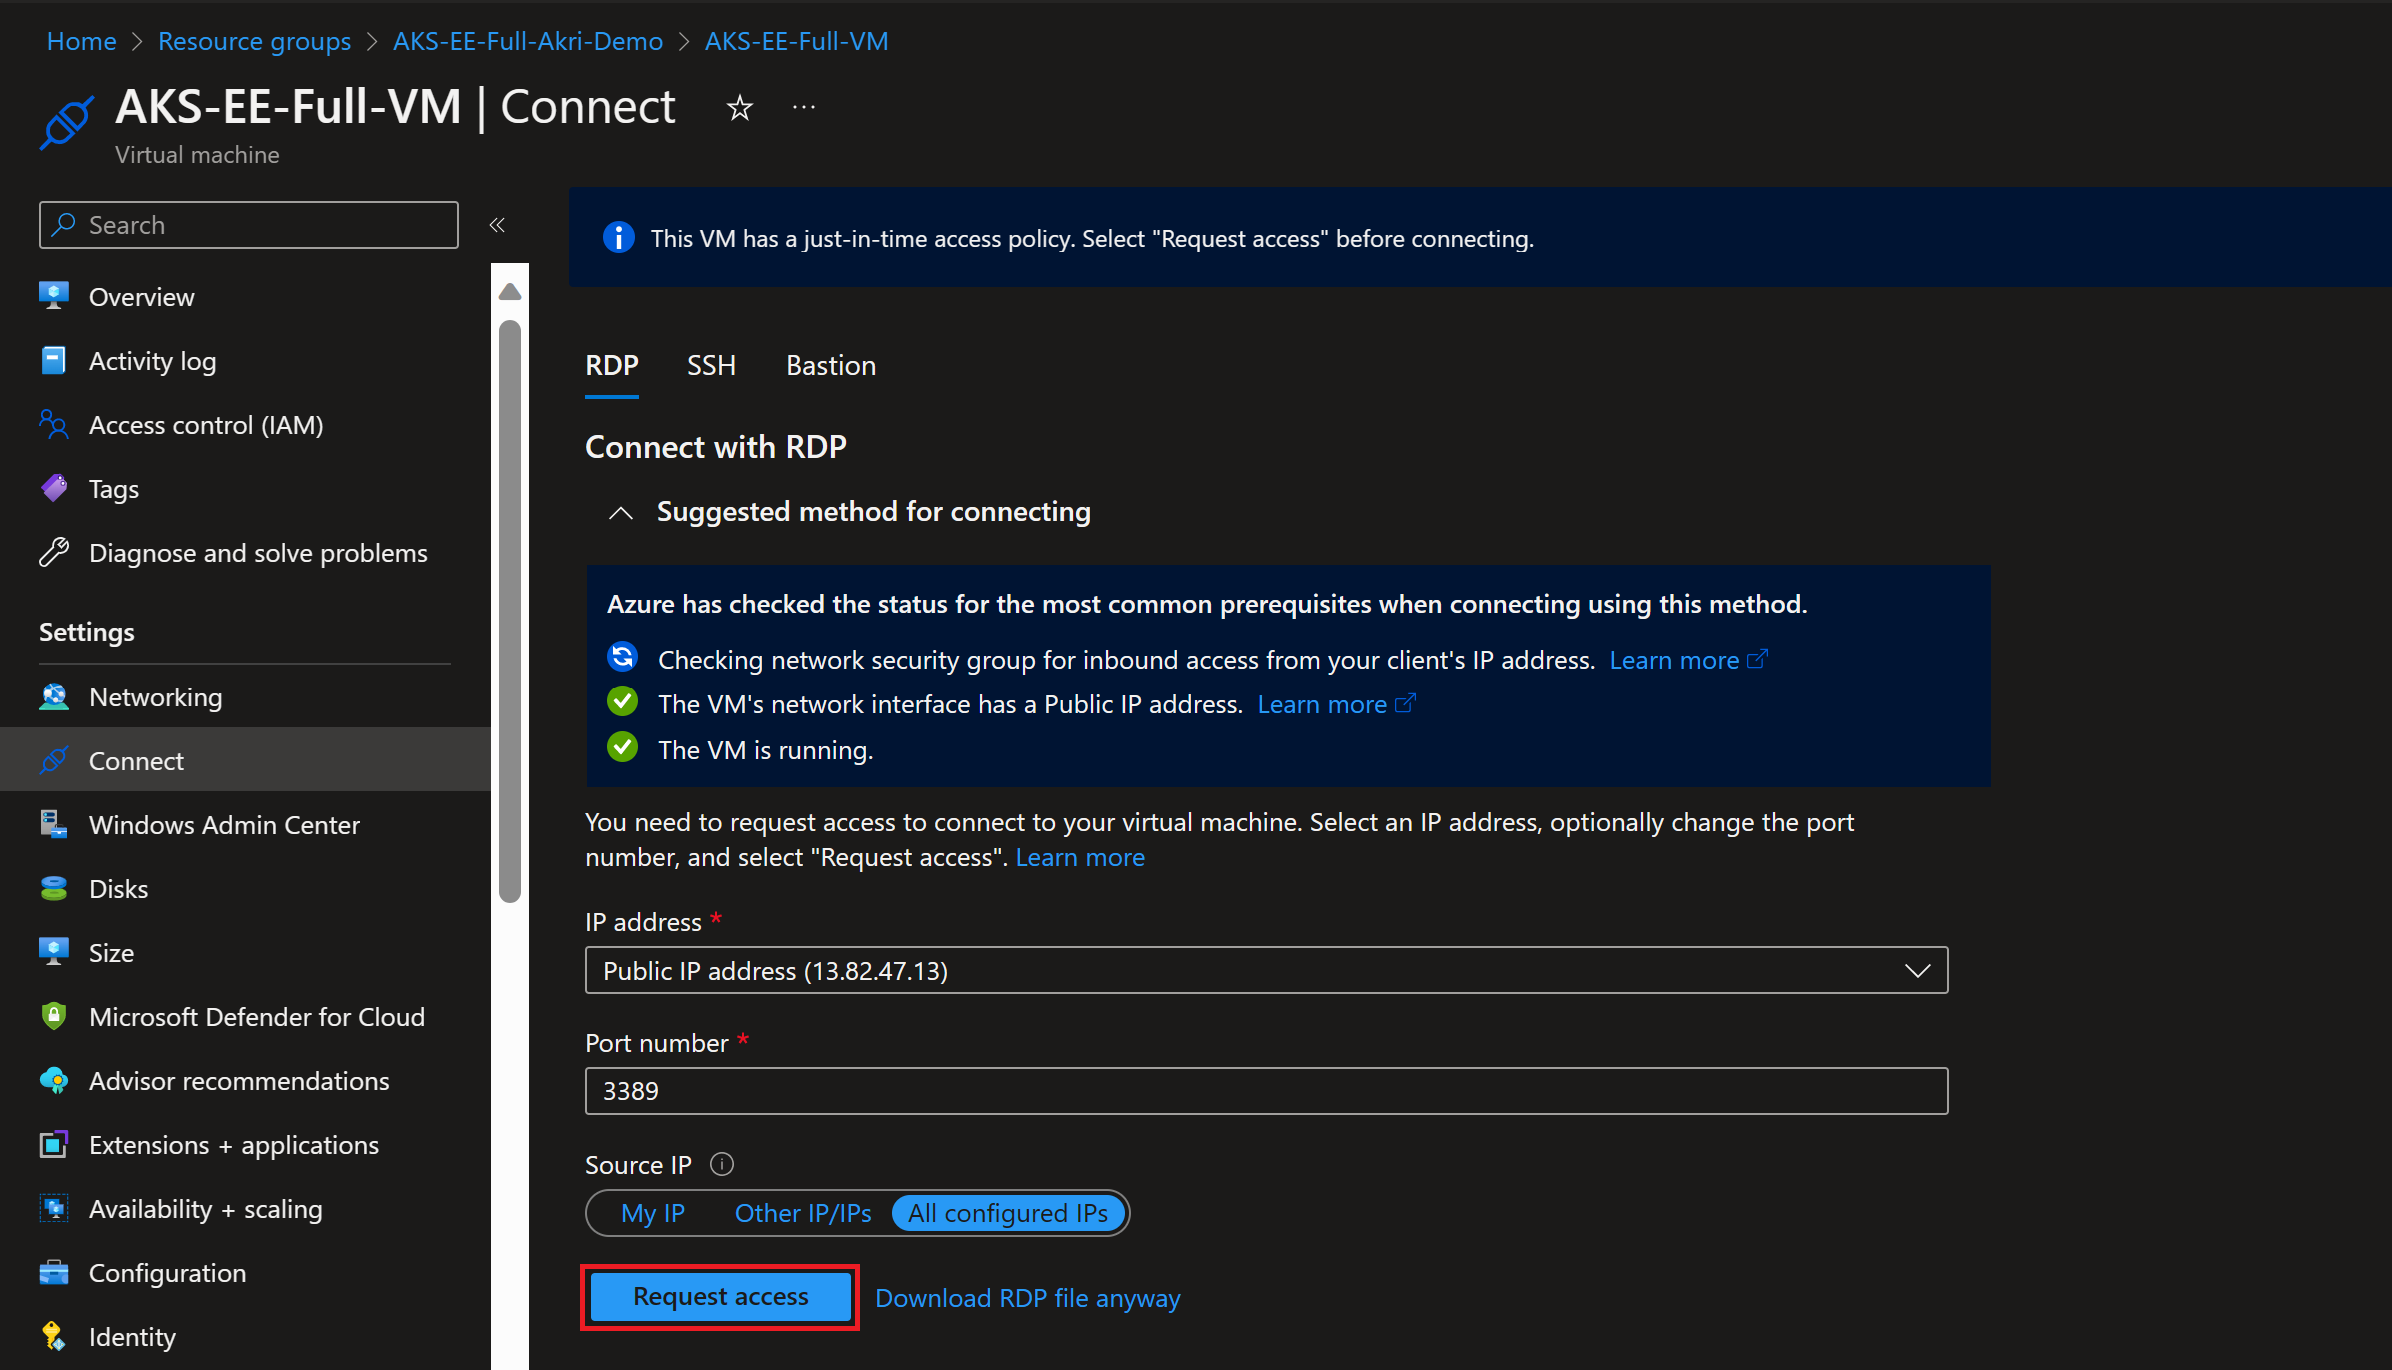 Home > Resource groups > AKS-EE-Full-Akri-Demo > AKS-EE-Full-VM
AKS-EE-Full-VM | Connect
Virtual machine
Search
Overview
Activity log
Access control (IAM)
Tags
Diagnose and solve problems
Settings
Networking
Connect
Windows Admin Center
Disks
Size
Microsoft Defender for Cloud
Advisor recommendations
Extensions + applications
Availability + scaling
Configuration
Identity
This VM has a just-in-time access policy. Select "Request access" before connecting.
RDP SSH Bastion
Connect with RDP
Suggested method for connecting
Azure has checked the status for the most common prerequisites when connecting using this method.
Checking network security group for inbound access from your client's IP address. Learn more
The VM's network interface has a Public IP address. Learn more
The VM is running.
You need to request access to connect to your virtual machine. Select an IP address, optionally change the port
number, and select "Request access". Learn more
IP address *
Public IP address (13.82.47.13)
Port number *
3389
Source IP
My IP Other IP/IPs All configured IPs
Request access Download RDP file anyway